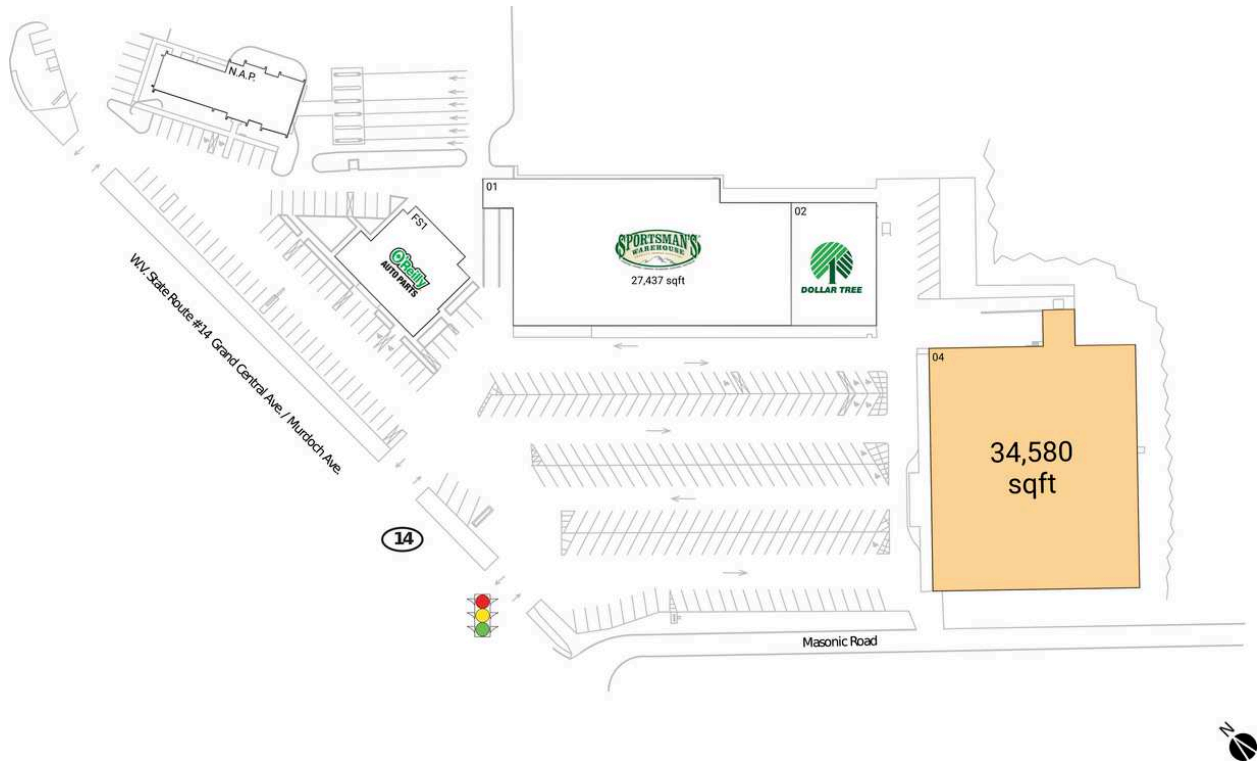 N.A.P.
01
02
FS1
O'Reilly
AUTO PARTS
SPORTSMAN'S
WAREHOUSE
27,437 sqft
DOLLAR TREE
W.V. State Route #14 Grand Central Ave. / Murdoch Ave.
04
34,580
sqft
14
Masonic Road
N